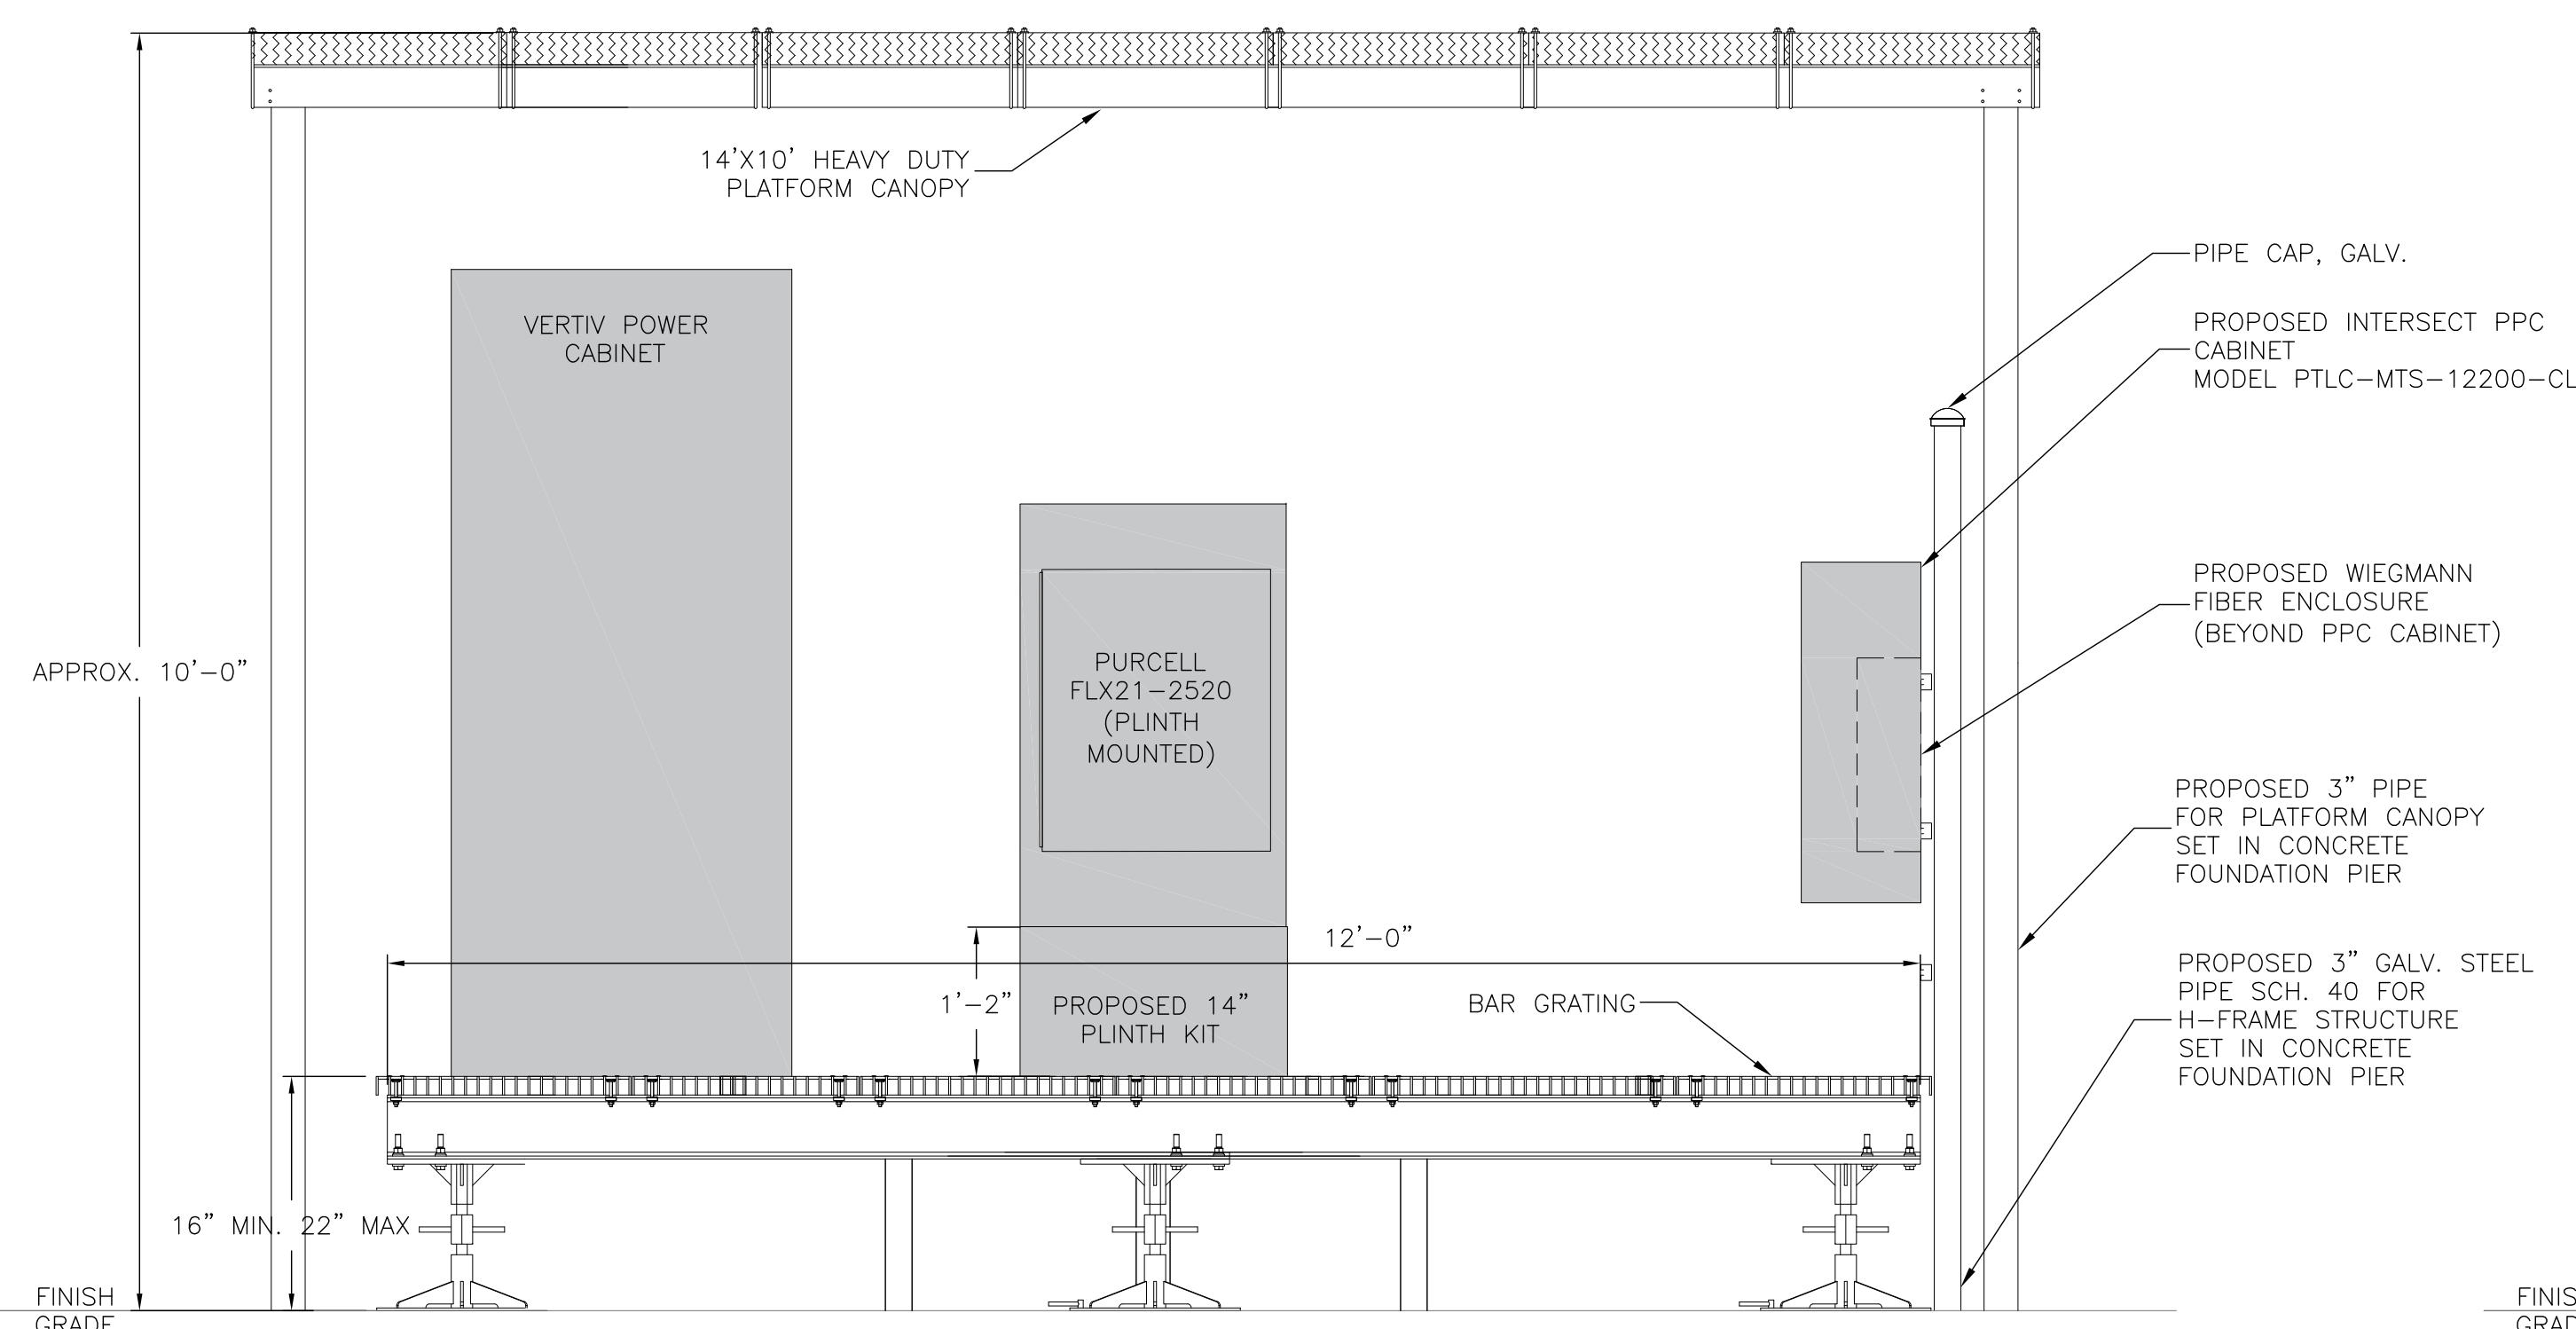 14'X10' HEAVY DUTY
PLATFORM CANOPY
PIPE CAP, GALV.
VERTIV POWER
CABINET
PROPOSED INTERSECT PPC
CABINET
MODEL PTLC-MTS-12200-CL
PROPOSED WIEGMANN
FIBER ENCLOSURE
(BEYOND PPC CABINET)
APPROX. 10'-0"
PURCELL
FLX21-2520
(PLINTH
MOUNTED)
PROPOSED 3" PIPE
FOR PLATFORM CANOPY
SET IN CONCRETE
FOUNDATION PIER
12'-0"
1'-2"
PROPOSED 14"
PLINTH KIT
BAR GRATING
PROPOSED 3" GALV. STEEL
PIPE SCH. 40 FOR
H-FRAME STRUCTURE
SET IN CONCRETE
FOUNDATION PIER
16" MIN. 22" MAX
FINISH
GRADE
FINIS
GRAD